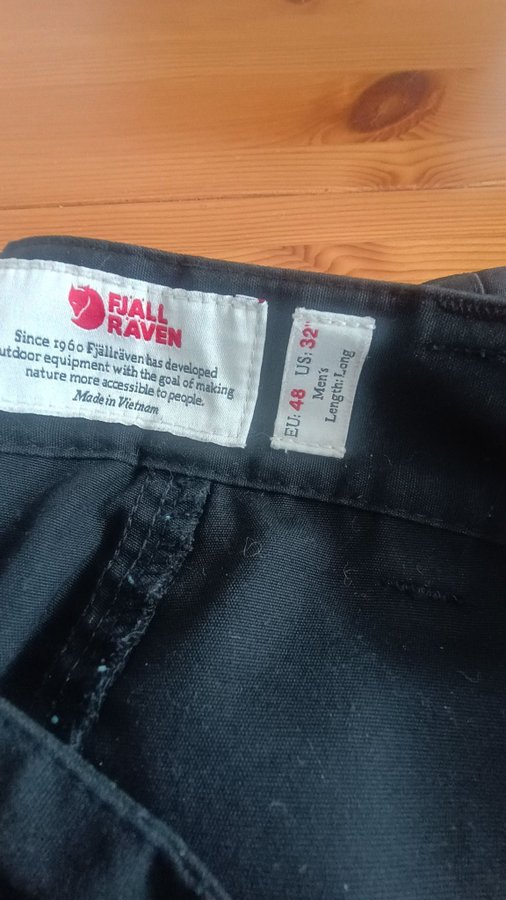 FJÄLL
RÄVEN
Since 1960 Fjällräven has developed
outdoor equipment with the goal of making
nature more accessible to people.
Made in Vietnam
EU: 48 US: 32"
Men's
Length: Long